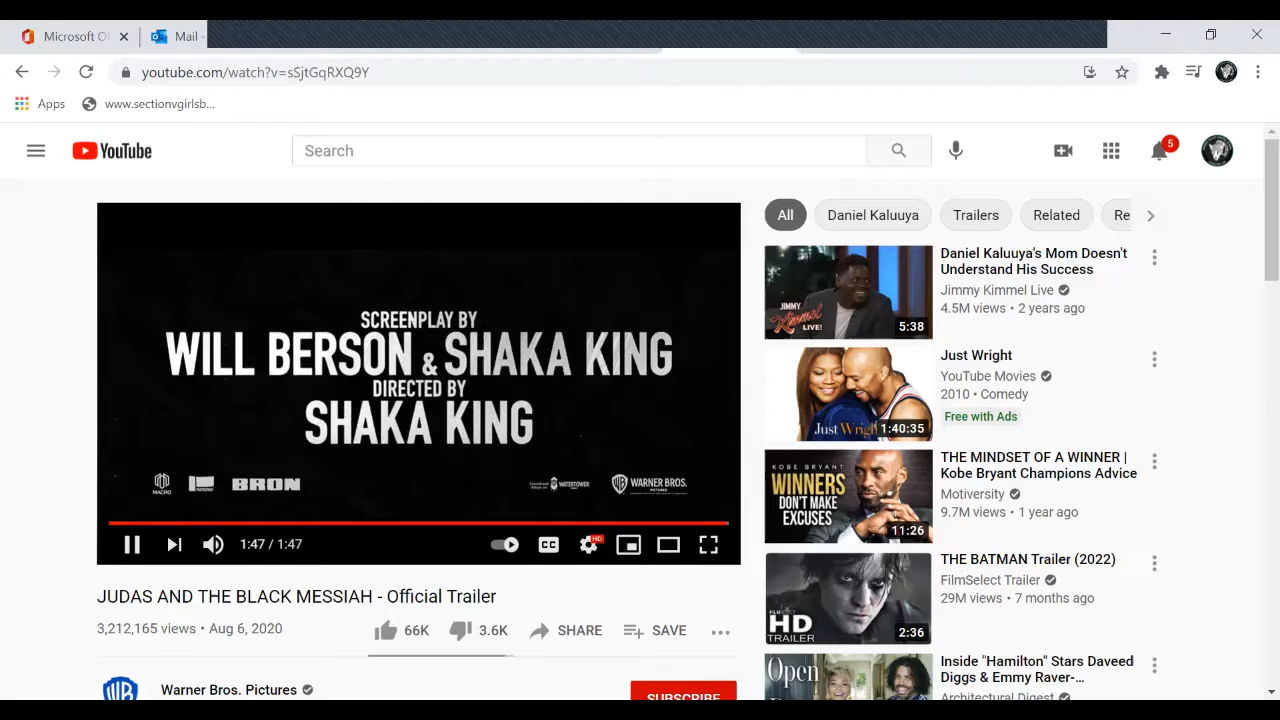 Microsoft Of
Mail -
youtube.com/watch?v=sSjtGqRXQ9Y
Apps
www.sectionvgirlsb...
YouTube
Search
5
SCREENPLAY BY
WILL BERSON & SHAKA KING
DIRECTED BY
SHAKA KING
MACRO
BRON
WATERTOWER
WARNER BROS.
PICTURES
1:47 / 1:47
CC
HD
JUDAS AND THE BLACK MESSIAH - Official Trailer
3,212,165 views • Aug 6, 2020
66K
3.6K
SHARE
SAVE
Warner Bros. Pictures
SUBSCRIBE
All
Daniel Kaluuya
Trailers
Related
Re
JIMMY
Kimmel
LIVE!
5:38
Daniel Kaluuya's Mom Doesn't
Understand His Success
Jimmy Kimmel Live
4.5M views • 2 years ago
Just Wright
1:40:35
Just Wright
YouTube Movies
2010 • Comedy
Free with Ads
KOBE BRYANT
WINNERS
DON'T MAKE
EXCUSES
11:26
THE MINDSET OF A WINNER |
Kobe Bryant Champions Advice
Motiversity
9.7M views • 1 year ago
FILMSELECT
HD
TRAILER
2:36
THE BATMAN Trailer (2022)
FilmSelect Trailer
29M views • 7 months ago
Open
Inside "Hamilton" Stars Daveed
Diggs & Emmy Raver-...
Architectural Digest